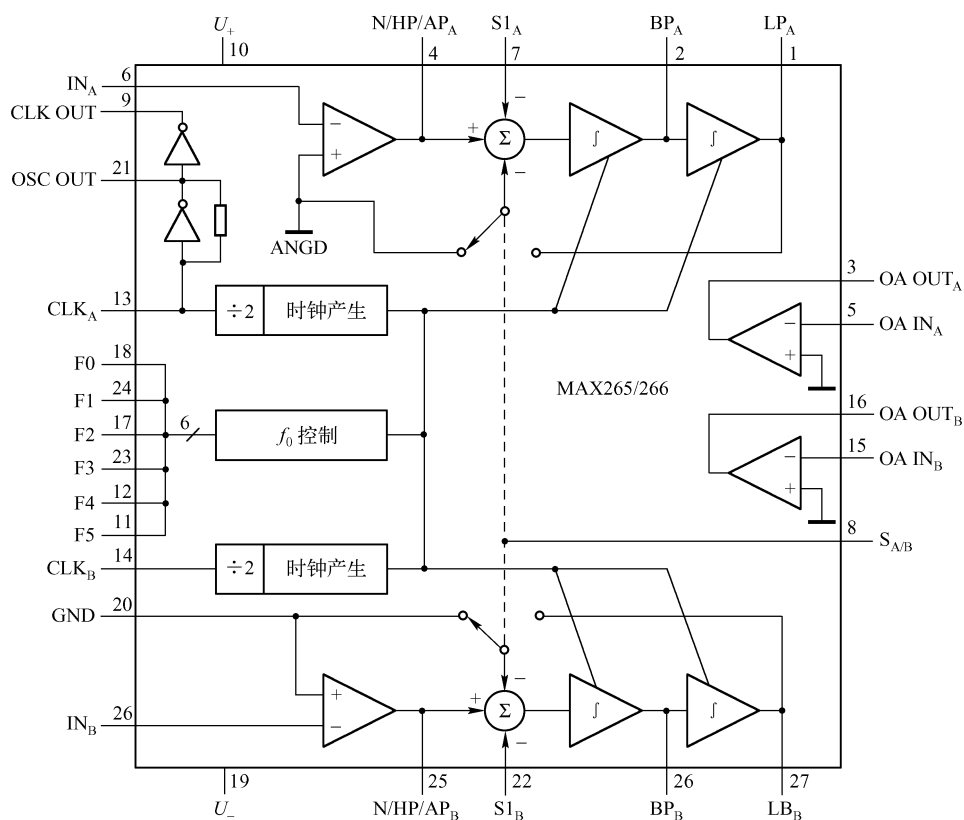 U₊
10
N/HP/APA
4
S1A
7
BPA
2
LPA
1
INA
6
CLK OUT
9
OSC OUT
21
− +
+ Σ − −
∫
∫
ANGD
CLKA
13
÷2 时钟产生
OA OUTA
3
OA INA
5
− +
F0
18
F1
24
F2
17
F3
23
F4
12
F5
11
6
f₀ 控制
MAX265/266
OA OUTB
16
OA INB
15
− +
SA/B
8
CLKB
14
÷2 时钟产生
GND
20
+ −
+ Σ − −
∫
∫
INB
26
19
U₋
25
N/HP/APB
22
S1B
26
BPB
27
LBB